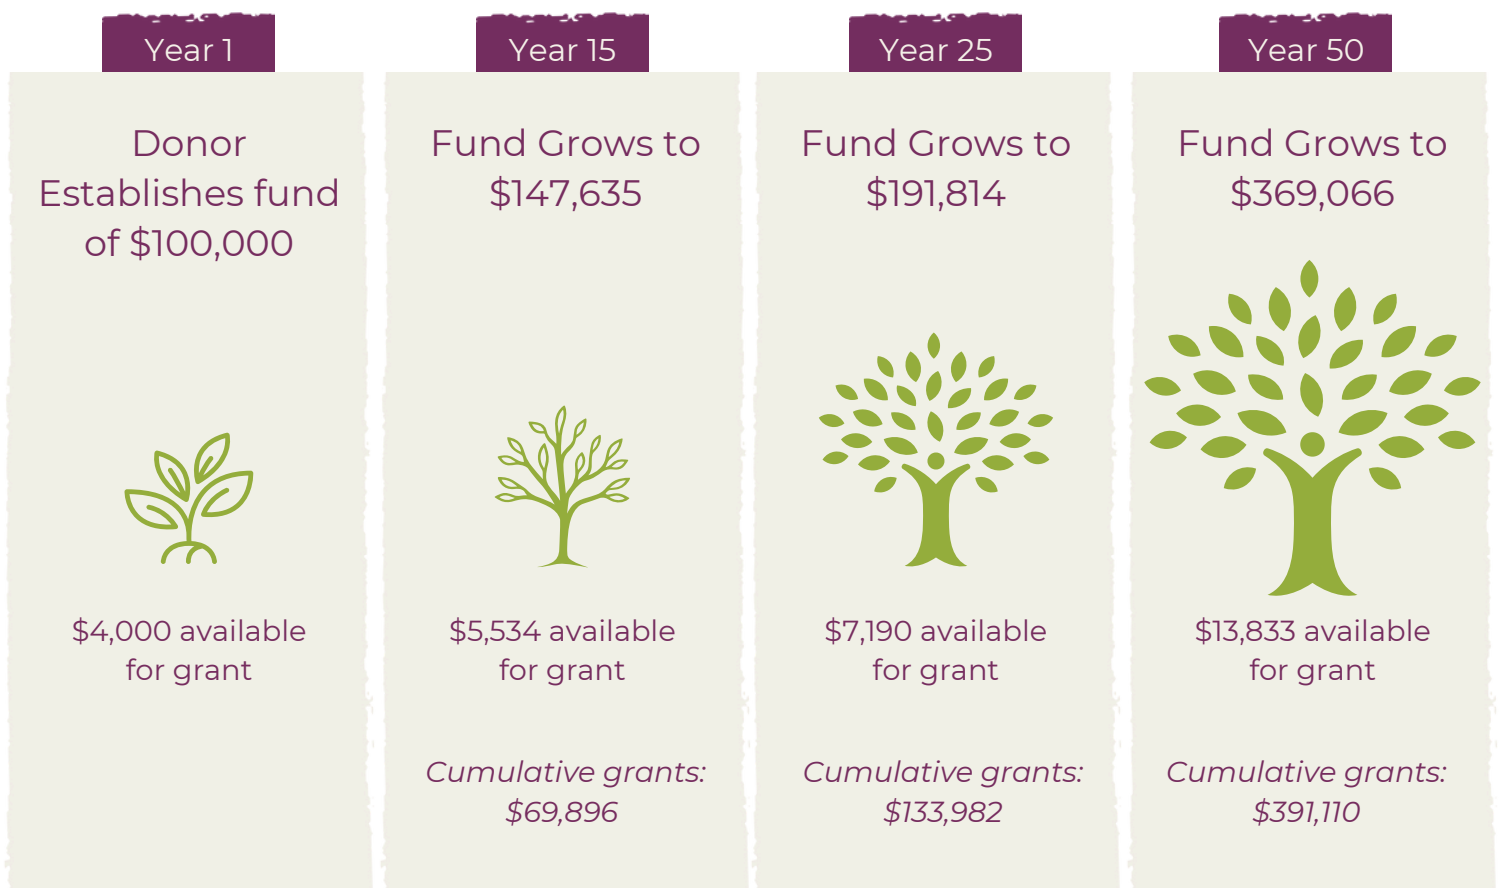 Year 1
Donor
Establishes fund
of $100,000
$4,000 available
for grant
Year 15
Fund Grows to
$147,635
$5,534 available
for grant
Cumulative grants:
$69,896
Year 25
Fund Grows to
$191,814
$7,190 available
for grant
Cumulative grants:
$133,982
Year 50
Fund Grows to
$369,066
$13,833 available
for grant
Cumulative grants:
$391,110